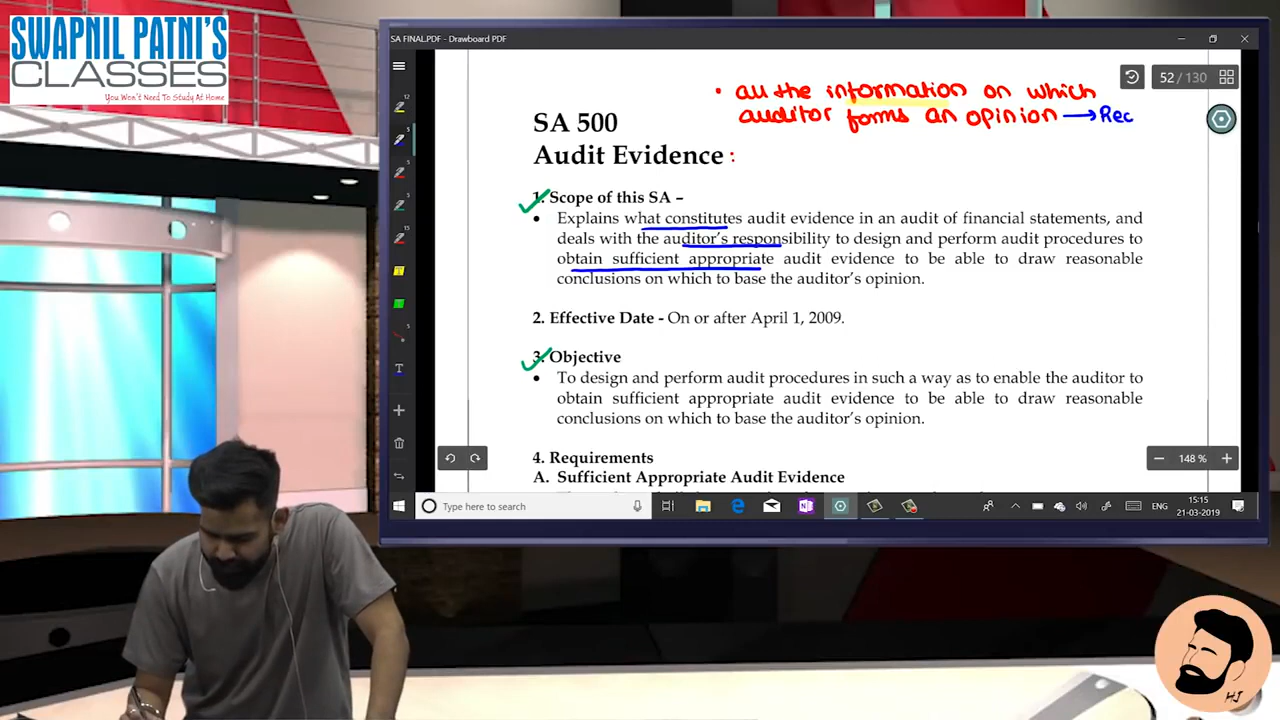 SWAPNIL PATNI'S
CLASSES
You Won't Need To Study At Home
SA FINAL.PDF - Drawboard PDF
52 / 130
• all the information on which
auditor forms an opinion → Rec
SA 500
Audit Evidence :
1. Scope of this SA –
• Explains what constitutes audit evidence in an audit of financial statements, and
deals with the auditor's responsibility to design and perform audit procedures to
obtain sufficient appropriate audit evidence to be able to draw reasonable
conclusions on which to base the auditor's opinion.
2. Effective Date - On or after April 1, 2009.
3. Objective
• To design and perform audit procedures in such a way as to enable the auditor to
obtain sufficient appropriate audit evidence to be able to draw reasonable
conclusions on which to base the auditor's opinion.
4. Requirements
A. Sufficient Appropriate Audit Evidence
148 %
Type here to search
ENG
15:15
21-03-2019
HJ